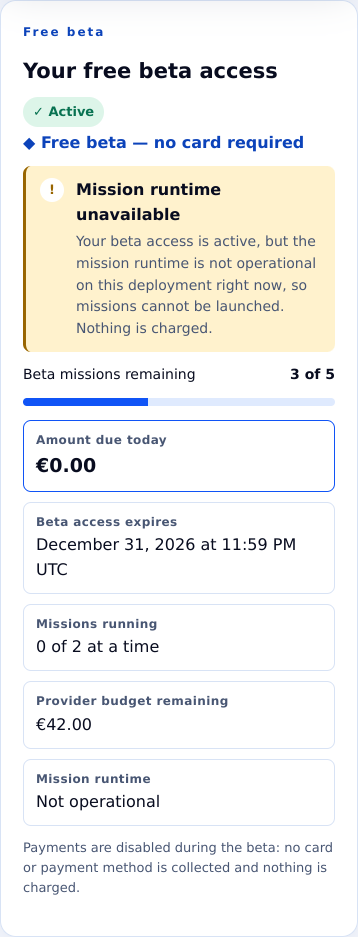 Free beta
Your free beta access
✓ Active
◆ Free beta — no card required
!
Mission runtime
unavailable
Your beta access is active, but the
mission runtime is not operational
on this deployment right now, so
missions cannot be launched.
Nothing is charged.
Beta missions remaining 3 of 5
Amount due today
€0.00
Beta access expires
December 31, 2026 at 11:59 PM
UTC
Missions running
0 of 2 at a time
Provider budget remaining
€42.00
Mission runtime
Not operational
Payments are disabled during the beta: no card
or payment method is collected and nothing is
charged.